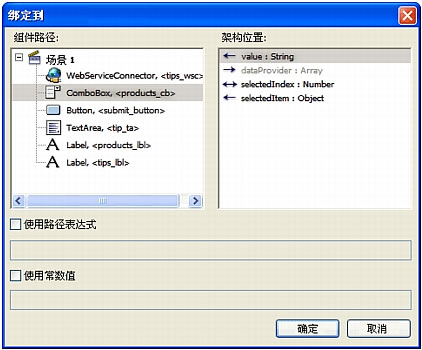 绑定到
组件路径:
场景 1
WebServiceConnector, <tips_wsc>
ComboBox, <products_cb>
Button, <submit_button>
TextArea, <tip_ta>
Label, <products_lbl>
Label, <tips_lbl>
架构位置:
value : String
dataProvider : Array
selectedIndex : Number
selectedItem : Object
使用路径表达式
使用常数值
确定
取消